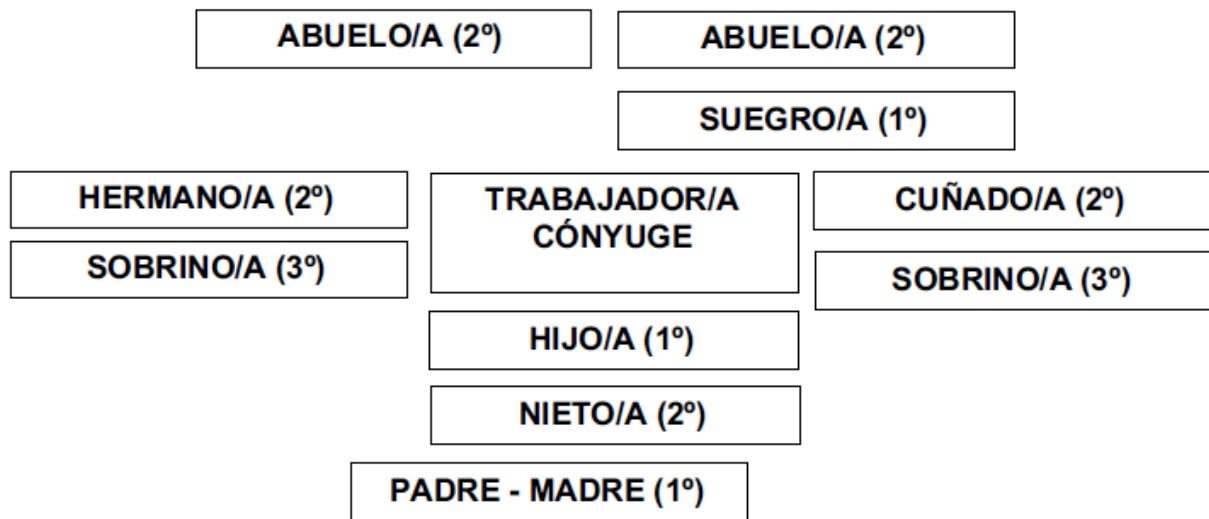 ABUELO/A (2º)
ABUELO/A (2º)
SUEGRO/A (1º)
HERMANO/A (2º)
TRABAJADOR/A
CÓNYUGE
CUÑADO/A (2º)
SOBRINO/A (3º)
SOBRINO/A (3º)
HIJO/A (1º)
NIETO/A (2º)
PADRE - MADRE (1º)